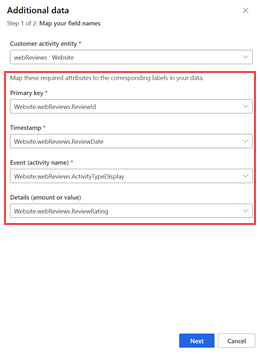 Additional data
Step 1 of 2: Map your field names
Customer activity entity *
webReviews : Website
Map these required attributes to the corresponding labels in your data.
Primary key *
Website.webReviews.ReviewId
Timestamp *
Website.webReviews.ReviewDate
Event (activity name) *
Website.webReviews.ActivityTypeDisplay
Details (amount or value)
Website.webReviews.ReviewRating
Next
Cancel